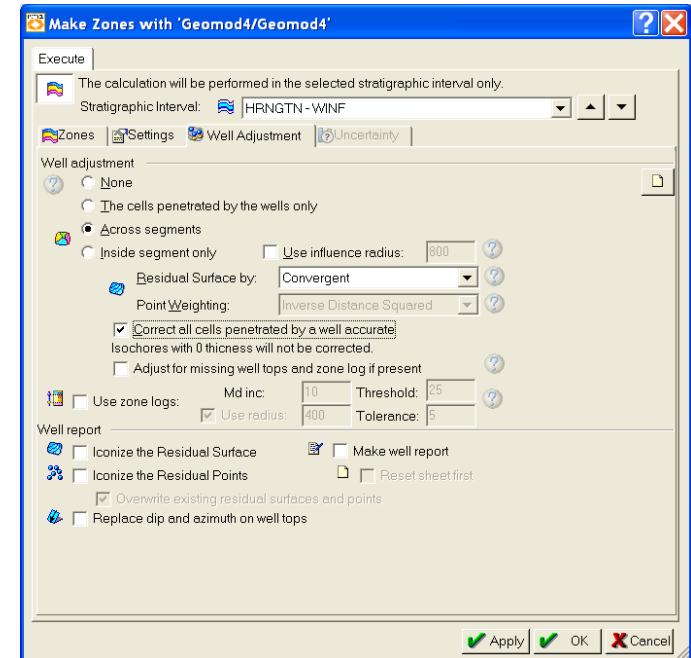 Make Zones with 'Geomod4/Geomod4'
Execute
The calculation will be performed in the selected stratigraphic interval only.
Stratigraphic Interval: HRNGTN-WINF
Zones Settings Well Adjustment Uncertainty
Well adjustment
None
The cells penetrated by the wells only
Across segments
Inside segment only Use influence radius: 800
Residual Surface by: Convergent
Point Weighting: Inverse Distance Squared
Correct all cells penetrated by a well accurate
Isochores with 0 thicness will not be corrected.
Adjust for missing well tops and zone log if present
Use zone logs: Md inc: 10 Threshold: 25
Use radius: 400 Tolerance: 5
Well report
Iconize the Residual Surface Make well report
Iconize the Residual Points Reset sheet first
Overwrite existing residual surfaces and points
Replace dip and azimuth on well tops
Apply OK Cancel